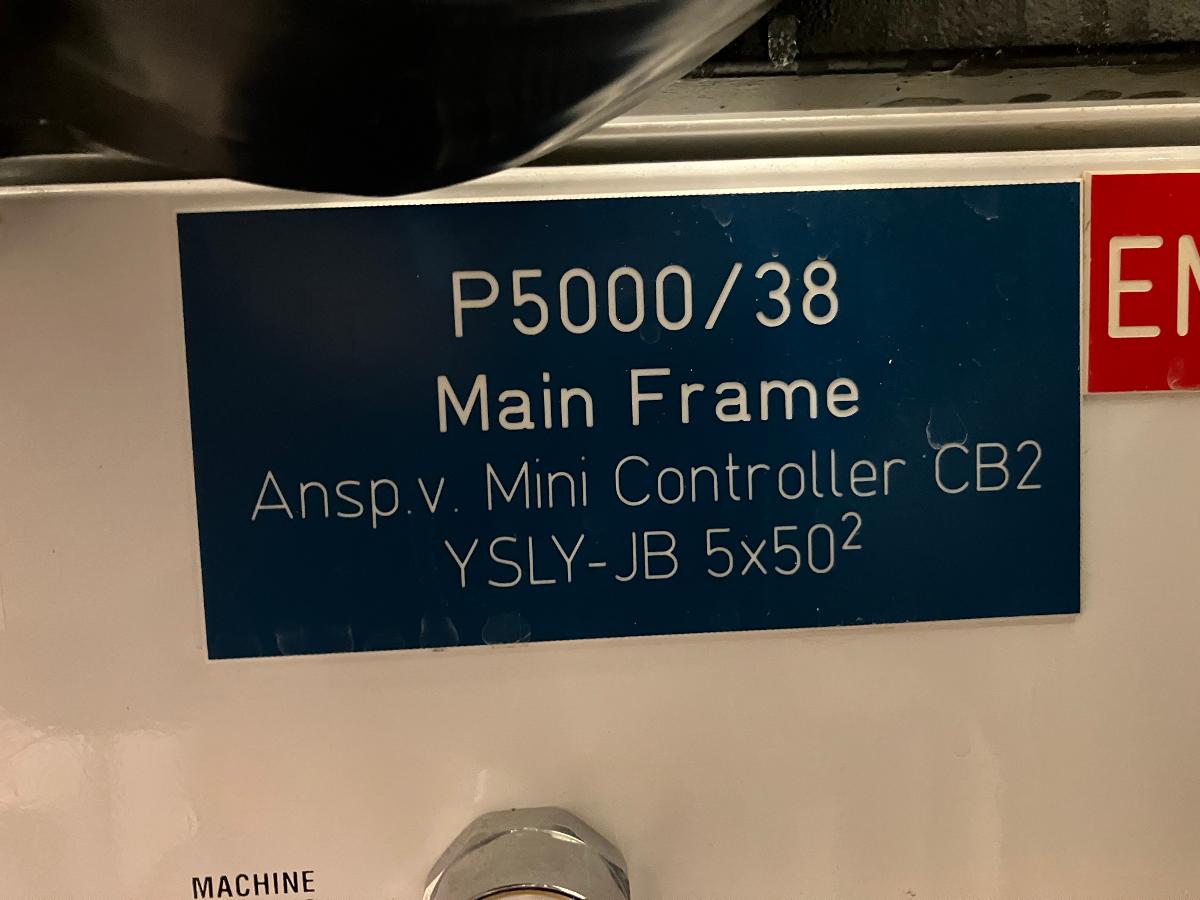 P5000/38
Main Frame
Ansp.v. Mini Controller CB2
YSLY-JB 5x50²
MACHINE